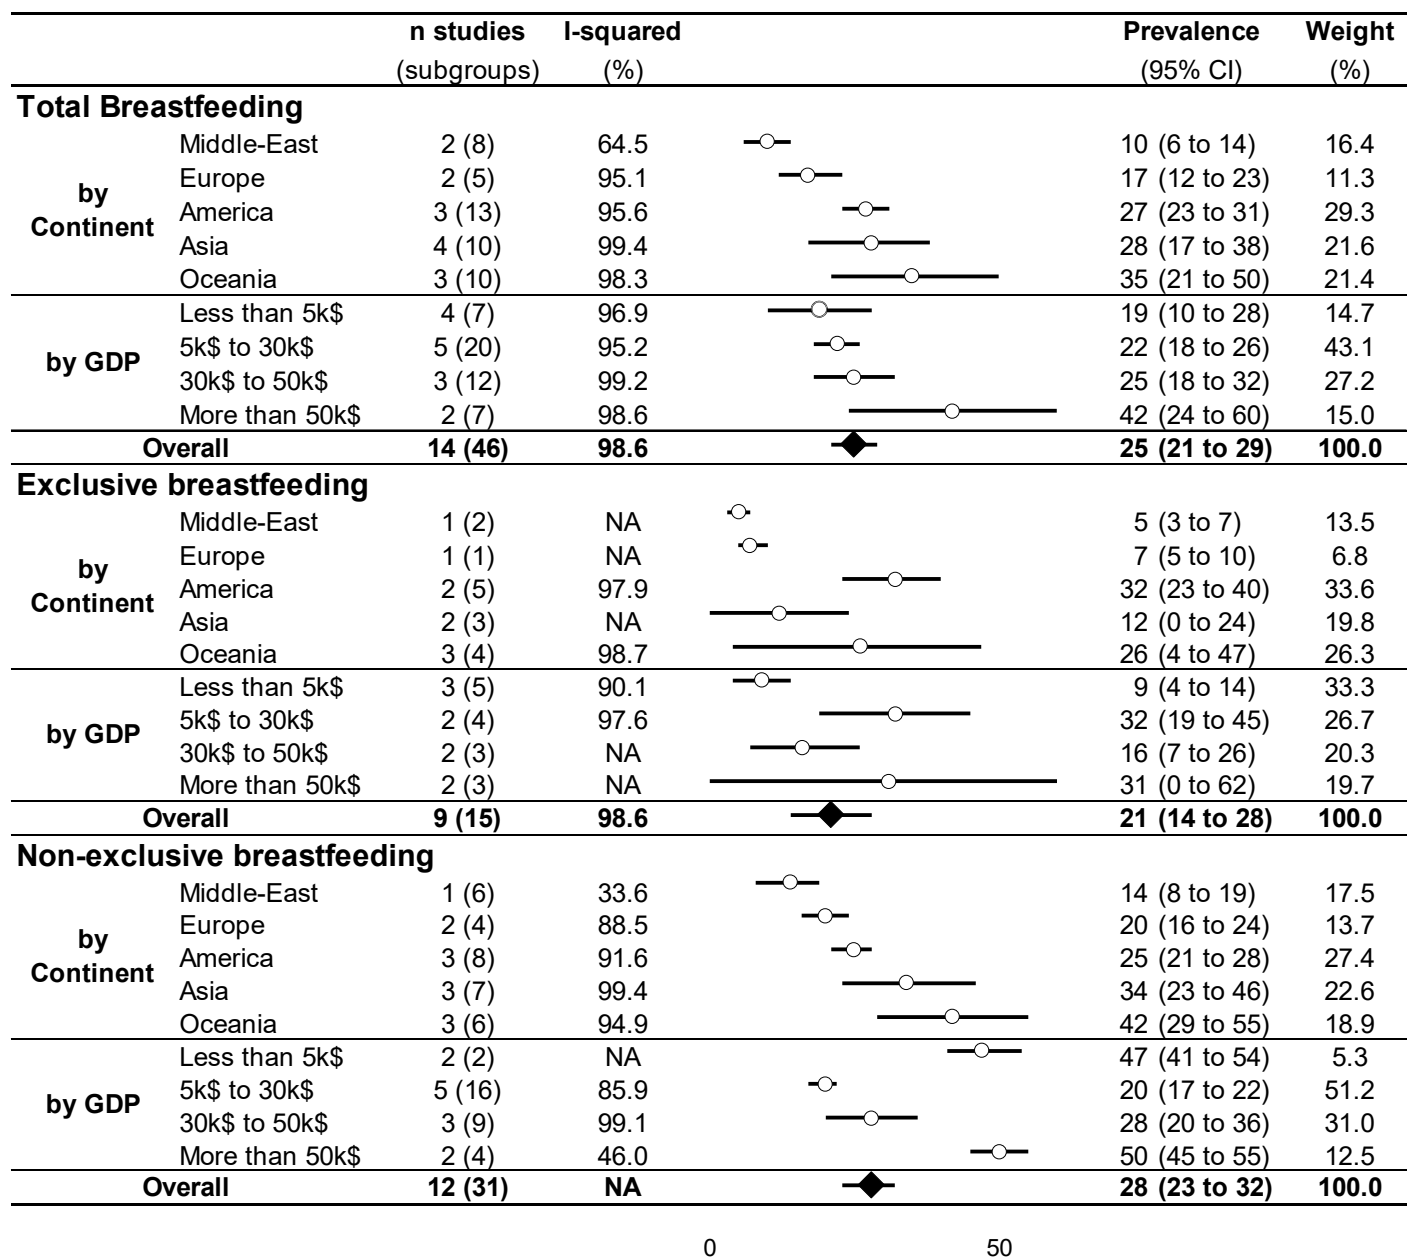 n studies I-squared Prevalence Weight
(subgroups) (%) (95% CI) (%)
Total Breastfeeding
by Continent
Middle-East 2 (8) 64.5 10 (6 to 14) 16.4
Europe 2 (5) 95.1 17 (12 to 23) 11.3
America 3 (13) 95.6 27 (23 to 31) 29.3
Asia 4 (10) 99.4 28 (17 to 38) 21.6
Oceania 3 (10) 98.3 35 (21 to 50) 21.4
by GDP
Less than 5k$ 4 (7) 96.9 19 (10 to 28) 14.7
5k$ to 30k$ 5 (20) 95.2 22 (18 to 26) 43.1
30k$ to 50k$ 3 (12) 99.2 25 (18 to 32) 27.2
More than 50k$ 2 (7) 98.6 42 (24 to 60) 15.0
Overall 14 (46) 98.6 25 (21 to 29) 100.0
Exclusive breastfeeding
by Continent
Middle-East 1 (2) NA 5 (3 to 7) 13.5
Europe 1 (1) NA 7 (5 to 10) 6.8
America 2 (5) 97.9 32 (23 to 40) 33.6
Asia 2 (3) NA 12 (0 to 24) 19.8
Oceania 3 (4) 98.7 26 (4 to 47) 26.3
by GDP
Less than 5k$ 3 (5) 90.1 9 (4 to 14) 33.3
5k$ to 30k$ 2 (4) 97.6 32 (19 to 45) 26.7
30k$ to 50k$ 2 (3) NA 16 (7 to 26) 20.3
More than 50k$ 2 (3) NA 31 (0 to 62) 19.7
Overall 9 (15) 98.6 21 (14 to 28) 100.0
Non-exclusive breastfeeding
by Continent
Middle-East 1 (6) 33.6 14 (8 to 19) 17.5
Europe 2 (4) 88.5 20 (16 to 24) 13.7
America 3 (8) 91.6 25 (21 to 28) 27.4
Asia 3 (7) 99.4 34 (23 to 46) 22.6
Oceania 3 (6) 94.9 42 (29 to 55) 18.9
by GDP
Less than 5k$ 2 (2) NA 47 (41 to 54) 5.3
5k$ to 30k$ 5 (16) 85.9 20 (17 to 22) 51.2
30k$ to 50k$ 3 (9) 99.1 28 (20 to 36) 31.0
More than 50k$ 2 (4) 46.0 50 (45 to 55) 12.5
Overall 12 (31) NA 28 (23 to 32) 100.0
0 50